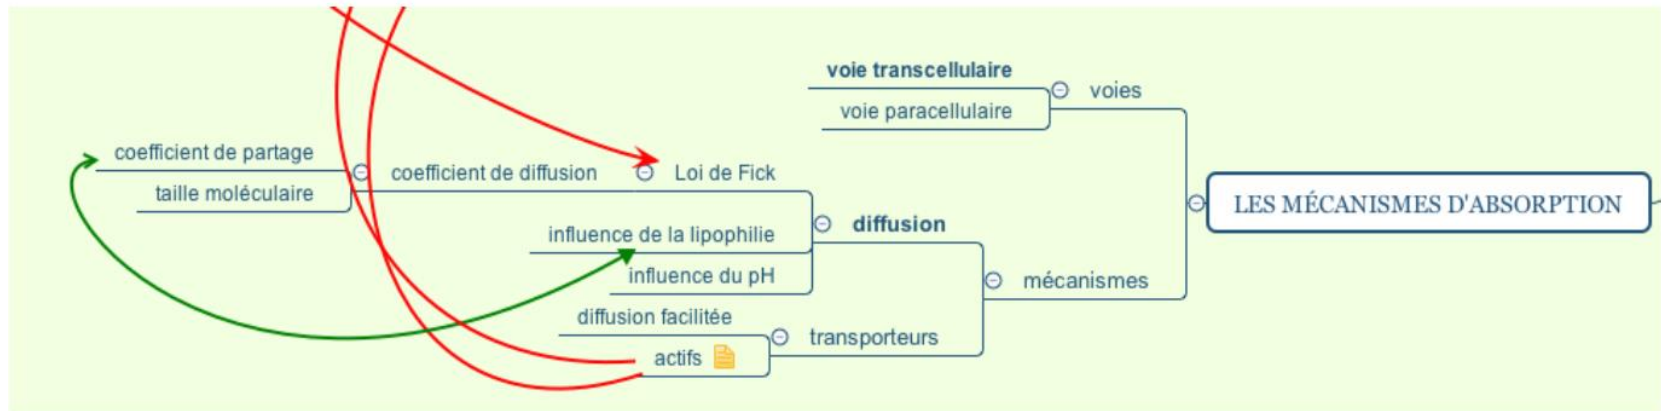 voie transcellulaire
voies
voie paracellulaire
coefficient de partage
coefficient de diffusion
Loi de Fick
taille moléculaire
LES MÉCANISMES D'ABSORPTION
diffusion
influence de la lipophilie
influence du pH
mécanismes
diffusion facilitée
transporteurs
actifs